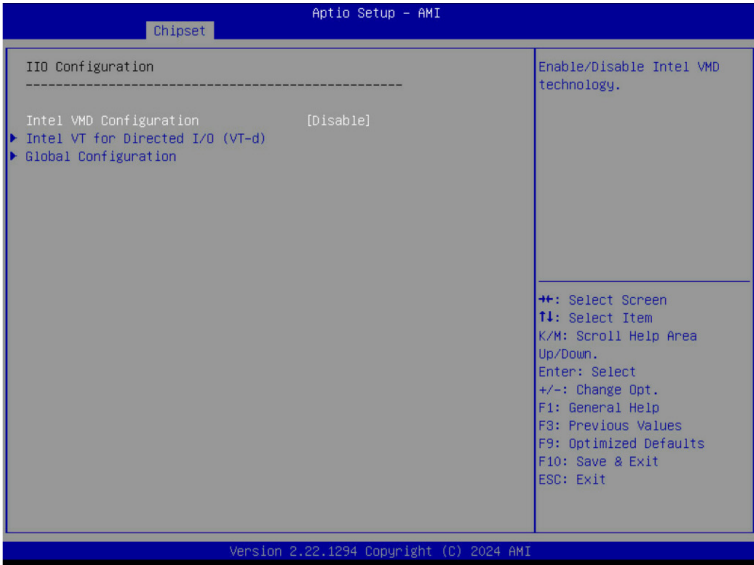 Aptio Setup – AMI
Chipset
IIO Configuration
--------------------------------------------------
Intel VMD Configuration [Disable]
Intel VT for Directed I/O (VT-d)
Global Configuration
Enable/Disable Intel VMD
technology.
→←: Select Screen
↑↓: Select Item
K/M: Scroll Help Area
Up/Down.
Enter: Select
+/-: Change Opt.
F1: General Help
F3: Previous Values
F9: Optimized Defaults
F10: Save & Exit
ESC: Exit
Version 2.22.1294 Copyright (C) 2024 AMI